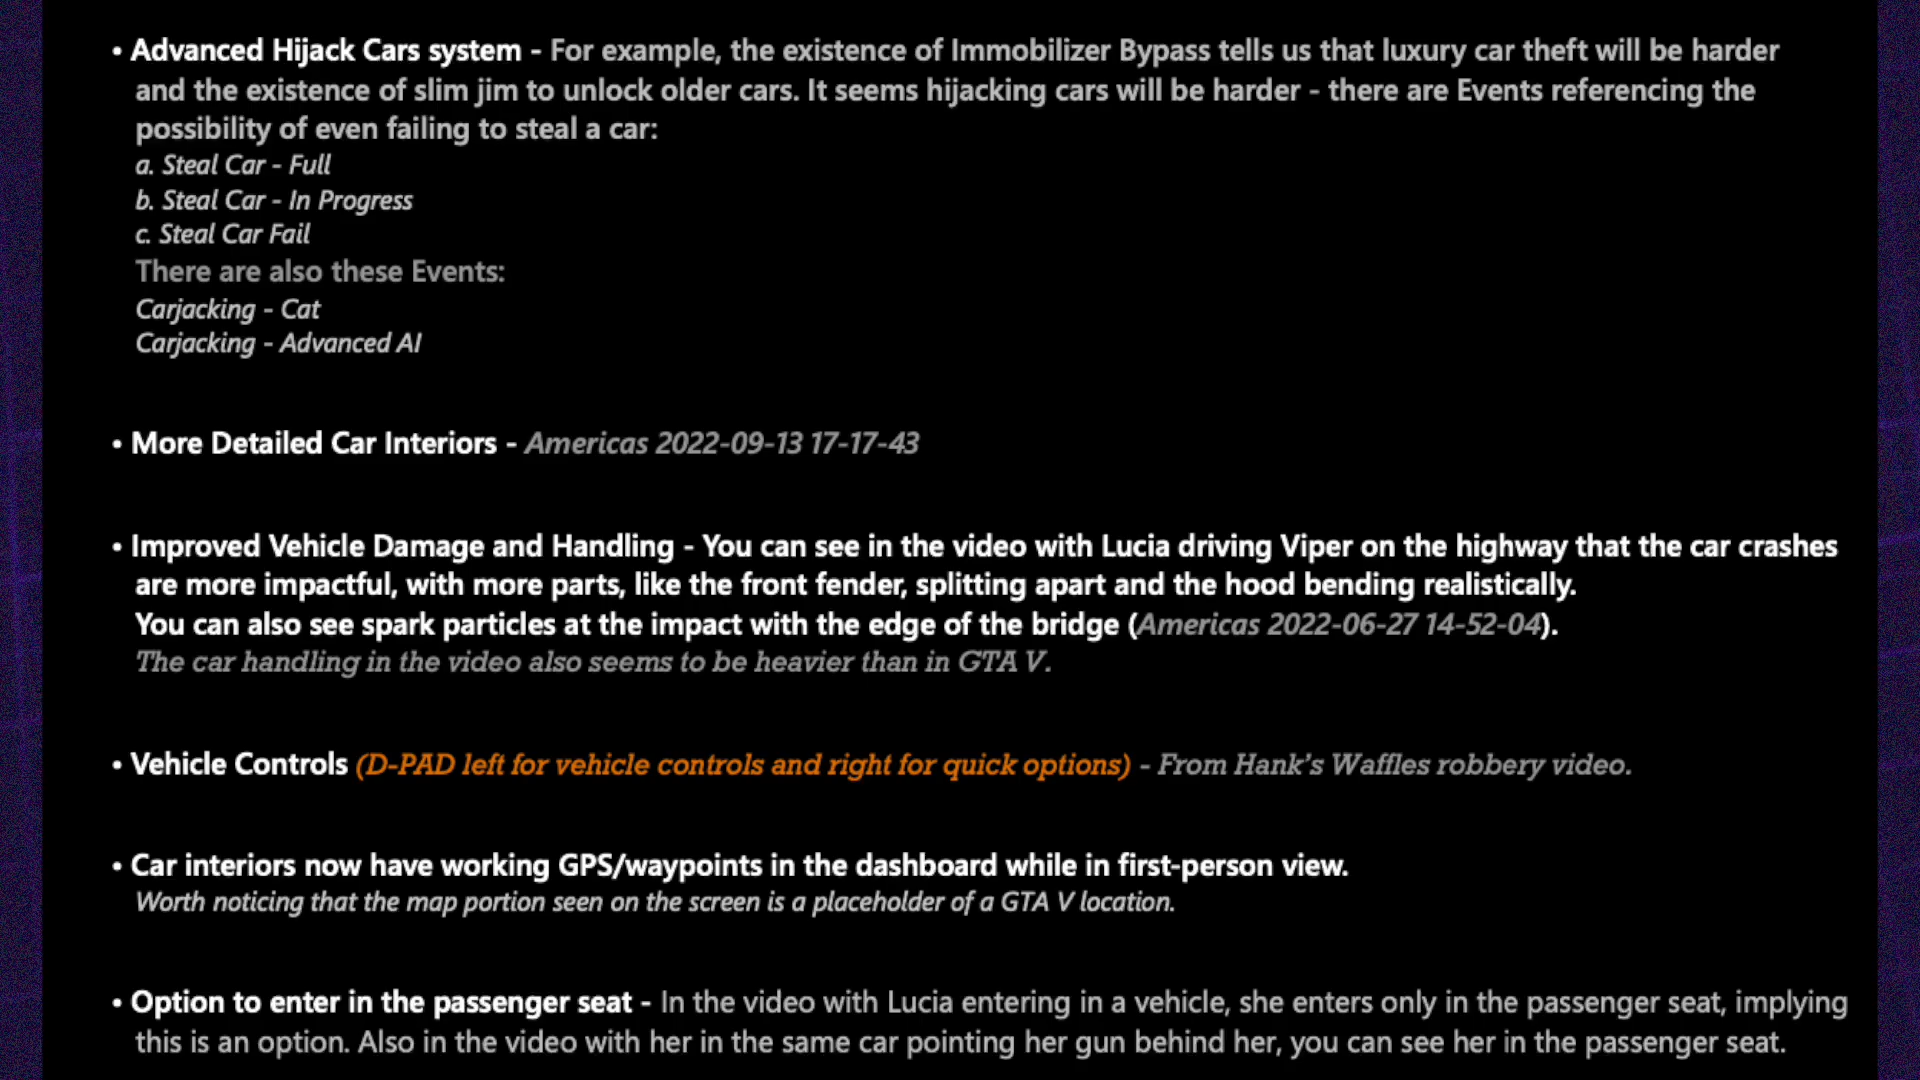 • Advanced Hijack Cars system - For example, the existence of Immobilizer Bypass tells us that luxury car theft will be harder
and the existence of slim jim to unlock older cars. It seems hijacking cars will be harder - there are Events referencing the
possibility of even failing to steal a car:
a. Steal Car - Full
b. Steal Car - In Progress
c. Steal Car Fail
There are also these Events:
Carjacking - Cat
Carjacking - Advanced AI
• More Detailed Car Interiors - Americas 2022-09-13 17-17-43
• Improved Vehicle Damage and Handling - You can see in the video with Lucia driving Viper on the highway that the car crashes
are more impactful, with more parts, like the front fender, splitting apart and the hood bending realistically.
You can also see spark particles at the impact with the edge of the bridge (Americas 2022-06-27 14-52-04).
The car handling in the video also seems to be heavier than in GTA V.
• Vehicle Controls (D-PAD left for vehicle controls and right for quick options) - From Hank's Waffles robbery video.
• Car interiors now have working GPS/waypoints in the dashboard while in first-person view.
Worth noticing that the map portion seen on the screen is a placeholder of a GTA V location.
• Option to enter in the passenger seat - In the video with Lucia entering in a vehicle, she enters only in the passenger seat, implying
this is an option. Also in the video with her in the same car pointing her gun behind her, you can see her in the passenger seat.